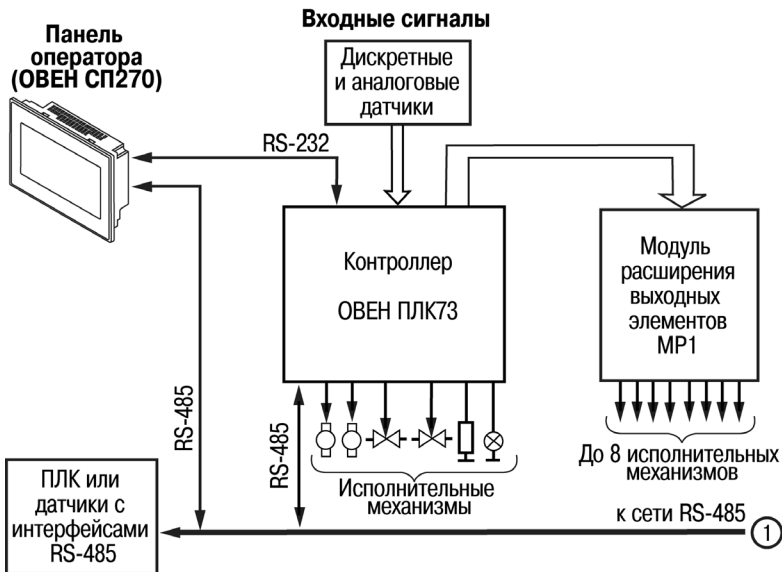 Входные сигналы
Панель
оператора
(ОВЕН СП270)
Дискретные
и аналоговые
датчики
RS-232
Контроллер
ОВЕН ПЛК73
Модуль
расширения
выходных
элементов
МР1
RS-485
RS-485
До 8 исполнительных
механизмов
Исполнительные
механизмы
ПЛК или
датчики с
интерфейсами
RS-485
к сети RS-485
1